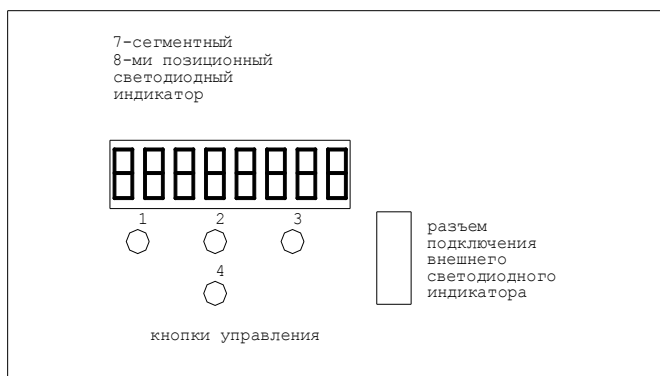 7-сегментный
8-ми позиционный
светодиодный
индикатор
1 2 3
4
разъем
подключения
внешнего
светодиодного
индикатора
кнопки управления